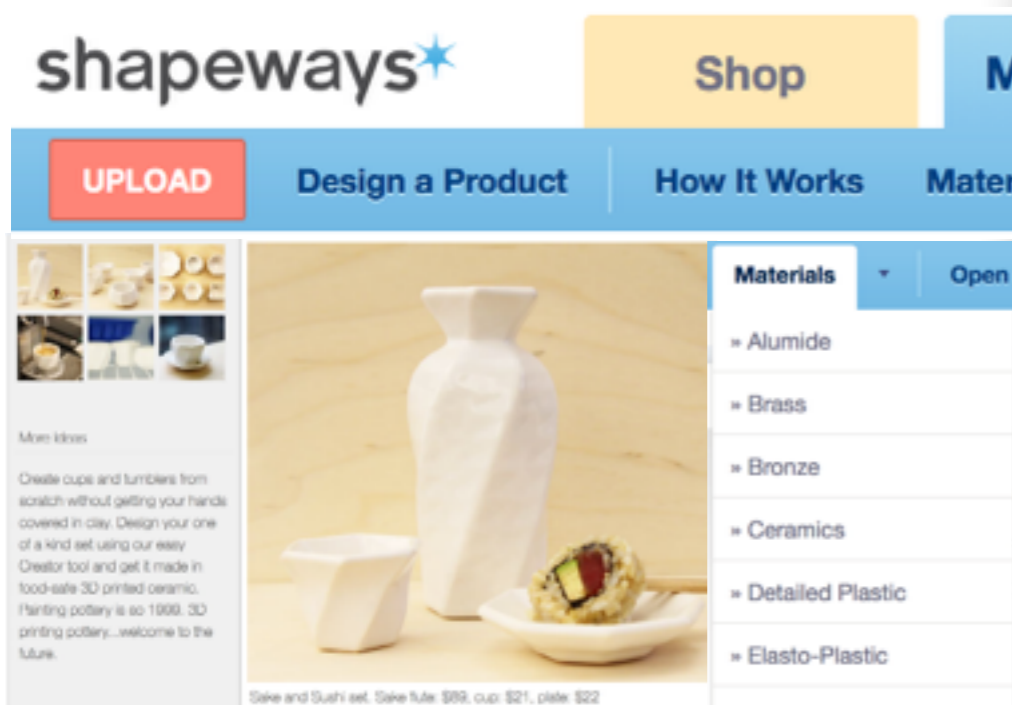 shapeways*
Shop
M
UPLOAD
Design a Product
How It Works
Mater
Materials
Open
» Alumide
» Brass
» Bronze
» Ceramics
» Detailed Plastic
» Elasto-Plastic
More Ideas
Create cups and tumblers from
scratch without getting your hands
covered in clay. Design your one
of a kind set using our easy
Creator tool and get it made in
food-safe 3D printed ceramic.
Painting pottery is so 1999. 3D
printing pottery...welcome to the
future.
Sake and Sushi set. Sake flute: $89, cup: $21, plate: $22